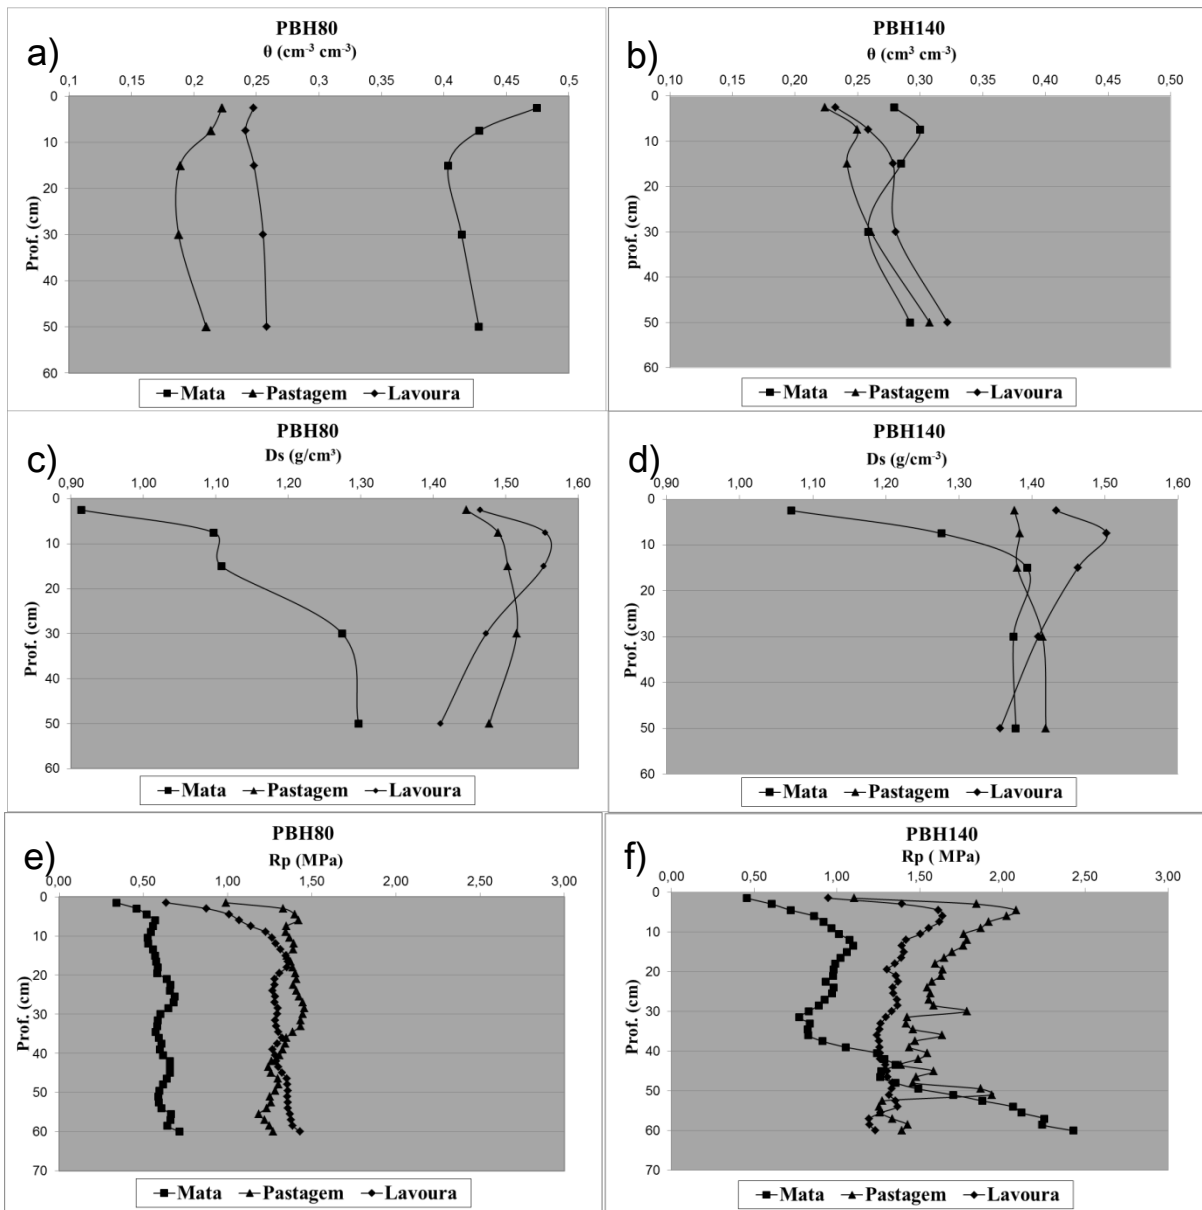 a)
PBH80
θ (cm⁻³ cm⁻³)
0,1 0,2 0,25 0,3 0,35 0,4 0,45 0,5
Prof. (cm)
0
10
20
30
40
50
60
Mata Pastagem Lavoura
b)
PBH140
θ (cm³ cm⁻³)
0,10 0,20 0,25 0,30 0,35 0,40 0,45 0,50
prof. (cm)
0
10
20
30
40
50
60
Mata Pastagem Lavoura
c)
PBH80
Ds (g/cm³)
0,90 1,00 1,10 1,20 1,30 1,40 1,50 1,60
Prof. (cm)
0
10
20
30
40
50
60
Mata Pastagem Lavoura
d)
PBH140
Ds (g/cm⁻³)
0,90 1,00 1,10 1,20 1,30 1,40 1,50 1,60
Prof. (cm)
0
10
20
30
40
50
60
Mata Pastagem Lavoura
e)
PBH80
Rp (MPa)
0,00 0,50 1,00 1,50 2,00 2,50 3,00
Prof. (cm)
0
10
20
30
40
50
60
70
Mata Pastagem Lavoura
f)
PBH140
Rp ( MPa)
0,00 0,50 1,00 1,50 2,00 2,50 3,00
Prof. (cm)
0
10
20
30
40
50
60
70
Mata Pastagem Lavoura